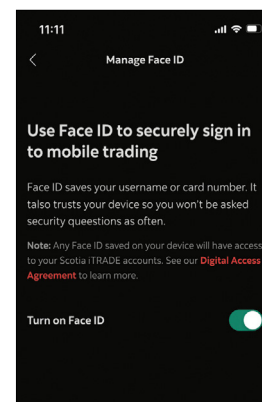 11:11
Manage Face ID
Use Face ID to securely sign in
to mobile trading
Face ID saves your username or card number. It
talso trusts your device so you won't be asked
security queestions as often.
Note: Any Face ID saved on your device will have access
to your Scotia iTRADE accounts. See our Digital Access
Agreement to learn more.
Turn on Face ID